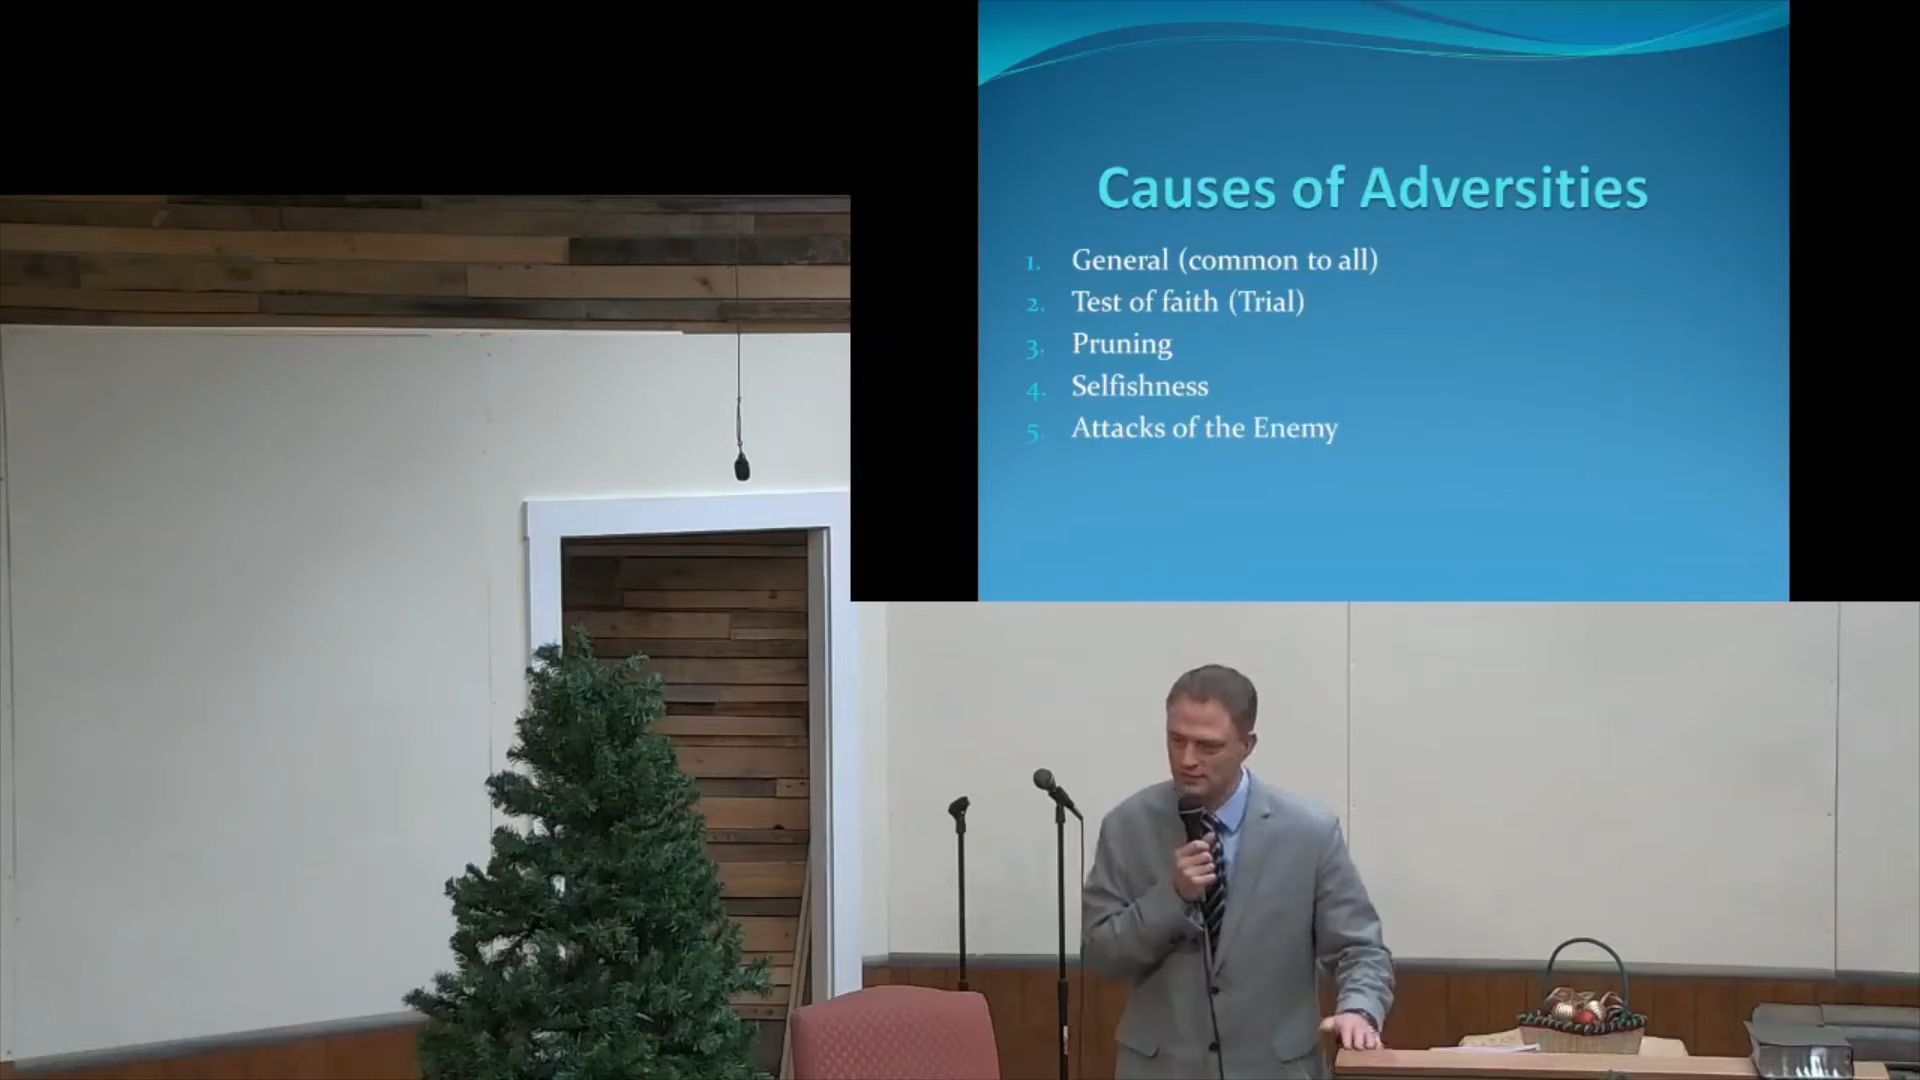 Causes of Adversities
1. General (common to all)
2. Test of faith (Trial)
3. Pruning
4. Selfishness
5. Attacks of the Enemy